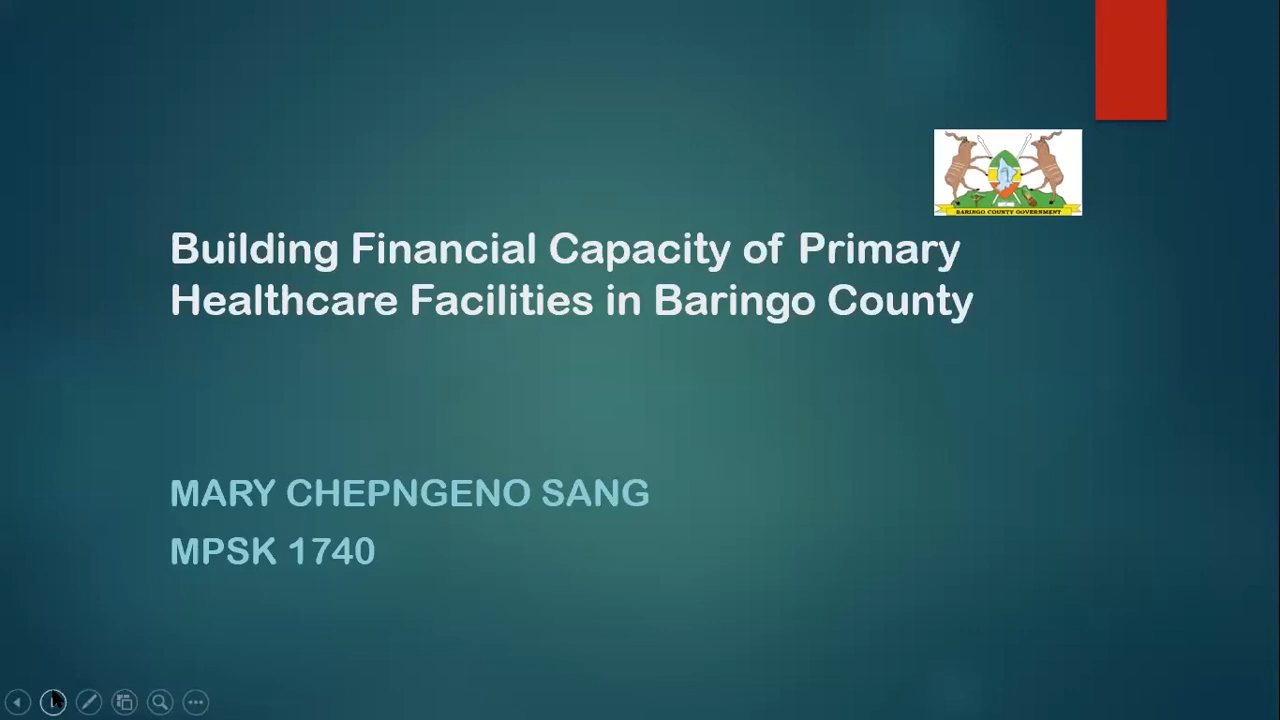 BARINGO COUNTY GOVERNMENT
Building Financial Capacity of Primary
Healthcare Facilities in Baringo County
MARY CHEPNGENO SANG
MPSK 1740